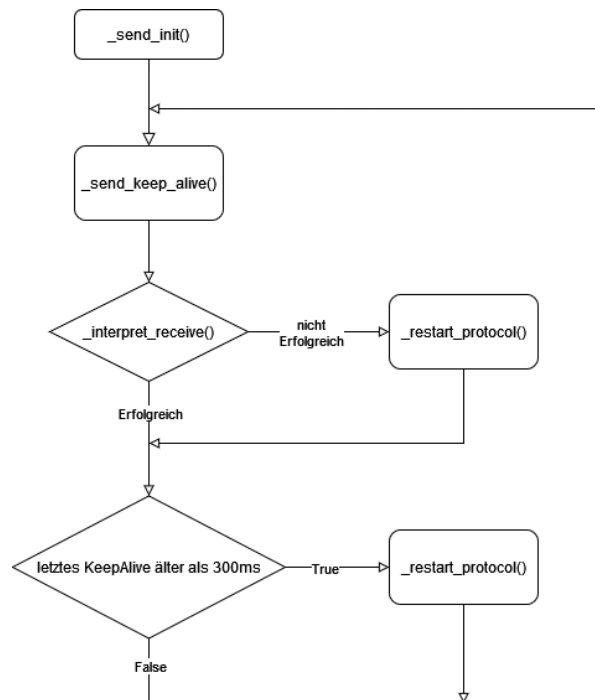 _send_init()
_send_keep_alive()
_interpret_receive()
nicht
Erfolgreich
_restart_protocol()
Erfolgreich
letztes KeepAlive älter als 300ms
True
_restart_protocol()
False